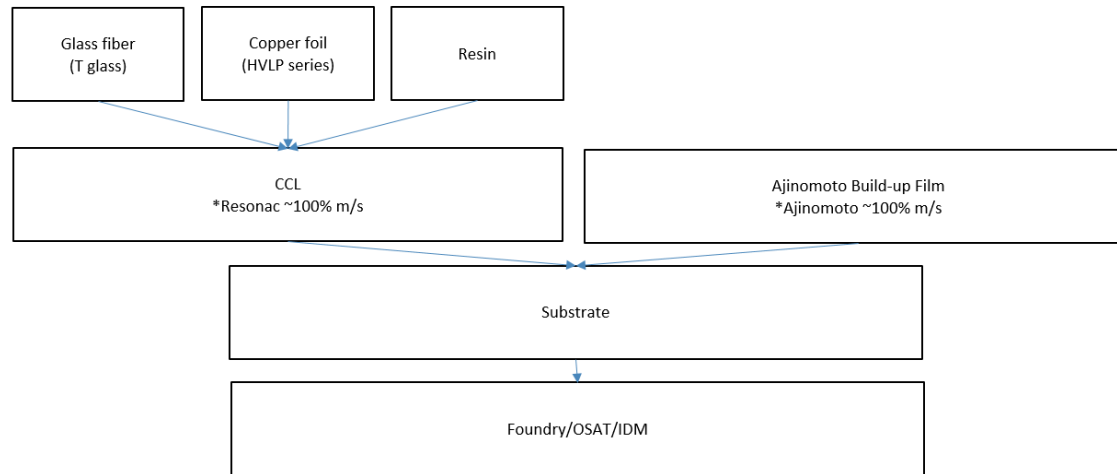 Glass fiber
(T glass)
Copper foil
(HVLP series)
Resin
CCL
*Resonac ~100% m/s
Ajinomoto Build-up Film
*Ajinomoto ~100% m/s
Substrate
Foundry/OSAT/IDM